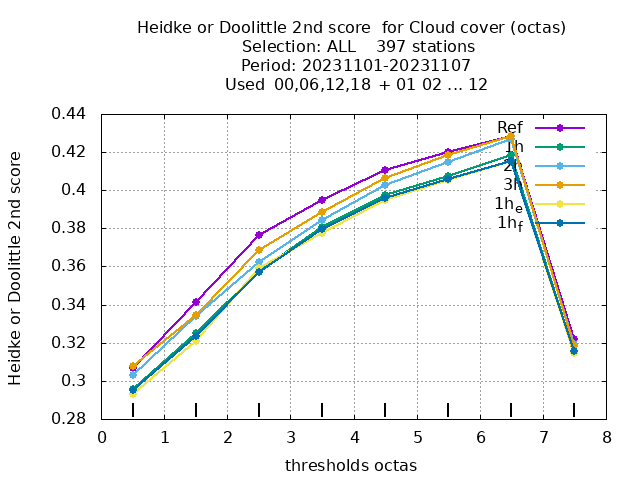 Heidke or Doolittle 2nd score  for Cloud cover (octas)
Selection: ALL    397 stations
Period: 20231101-20231107
Used  00,06,12,18 + 01 02 ... 12
Heidke or Doolittle 2nd score
0.44
0.42
0.4
0.38
0.36
0.34
0.32
0.3
0.28
Ref
1h
2h
3h
1h_e
1h_f
0 1 2 3 4 5 6 7 8
thresholds octas